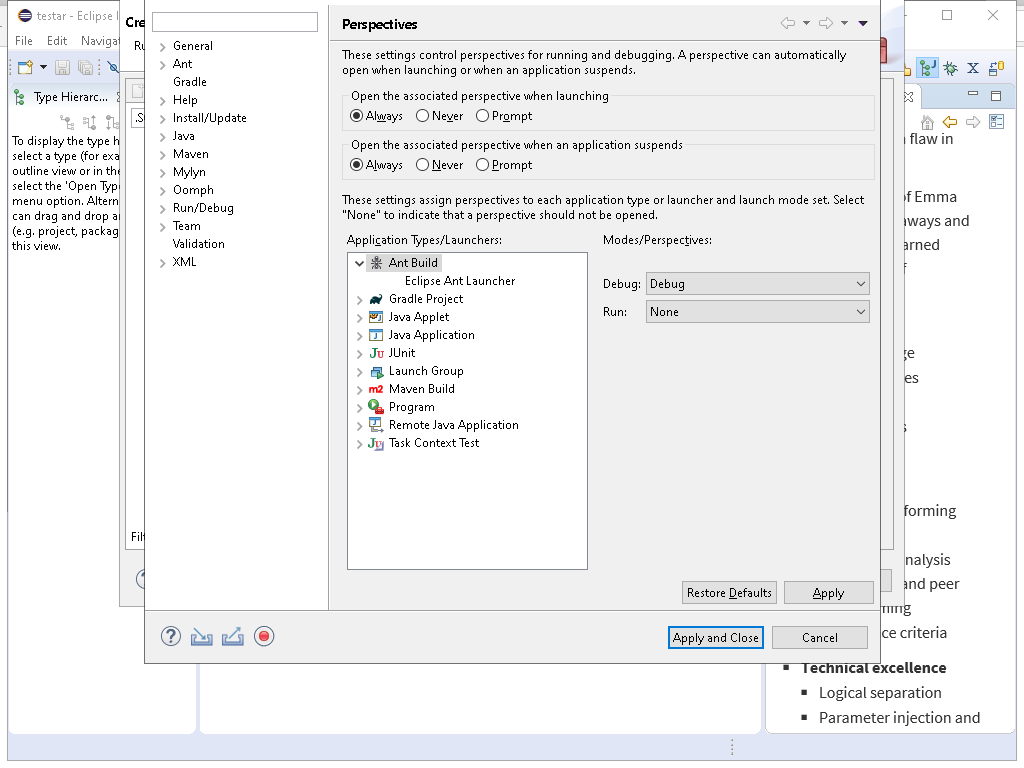 testar - Eclipse
File Edit Navigat
Cre
Ru
Type Hierarc...
To display the type h
select a type (for exa
outline view or in the
select the 'Open Type
menu option. Altern
can drag and drop a
(e.g. project, packag
this view.
.S
Filt
General
Ant
Gradle
Help
Install/Update
Java
Maven
Mylyn
Oomph
Run/Debug
Team
Validation
XML
Perspectives
These settings control perspectives for running and debugging. A perspective can automatically
open when launching or when an application suspends.
Open the associated perspective when launching
Always Never Prompt
Open the associated perspective when an application suspends
Always Never Prompt
These settings assign perspectives to each application type or launcher and launch mode set. Select
"None" to indicate that a perspective should not be opened.
Application Types/Launchers:
Modes/Perspectives:
Ant Build
Eclipse Ant Launcher
Gradle Project
Java Applet
Java Application
JUnit
Launch Group
Maven Build
Program
Remote Java Application
Task Context Test
Debug: Debug
Run: None
Restore Defaults Apply
Apply and Close Cancel
flaw in
of Emma
aways and
arned
ge
es
s
forming
nalysis
and peer
ning
ce criteria
Technical excellence
Logical separation
Parameter injection and